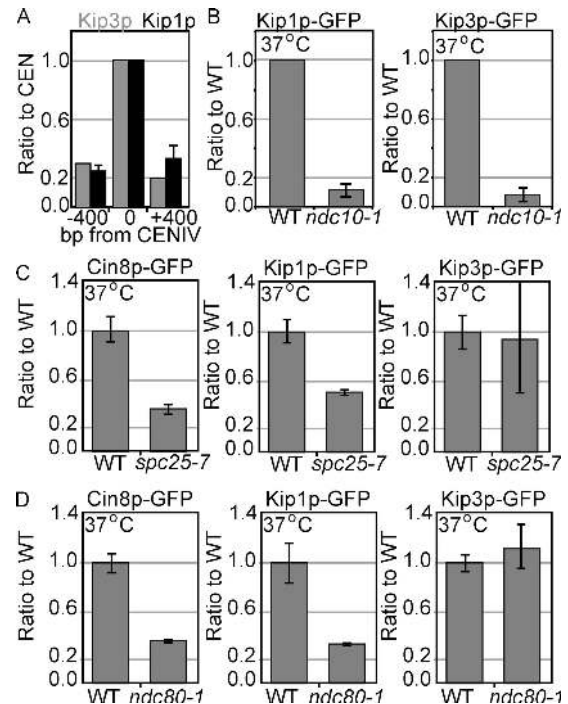 A
Kip3p Kip1p
Ratio to CEN
1.0
0.6
0.2
0.0
-400 0 +400
bp from CENIV
B
Kip1p-GFP
37°C
Ratio to WT
1.0
0.6
0.2
0.0
WT ndc10-1
Kip3p-GFP
37°C
Ratio to WT
1.0
0.6
0.2
0.0
WT ndc10-1
C
Cin8p-GFP
37°C
Ratio to WT
1.4
1.0
0.6
0.2
0.0
WT spc25-7
Kip1p-GFP
37°C
Ratio to WT
1.4
1.0
0.6
0.2
0.0
WT spc25-7
Kip3p-GFP
37°C
Ratio to WT
1.4
1.0
0.6
0.2
0.0
WT spc25-7
D
Cin8p-GFP
37°C
Ratio to WT
1.4
1.0
0.6
0.2
0.0
WT ndc80-1
Kip1p-GFP
37°C
Ratio to WT
1.4
1.0
0.6
0.2
0.0
WT ndc80-1
Kip3p-GFP
37°C
Ratio to WT
1.4
1.0
0.6
0.2
0.0
WT ndc80-1